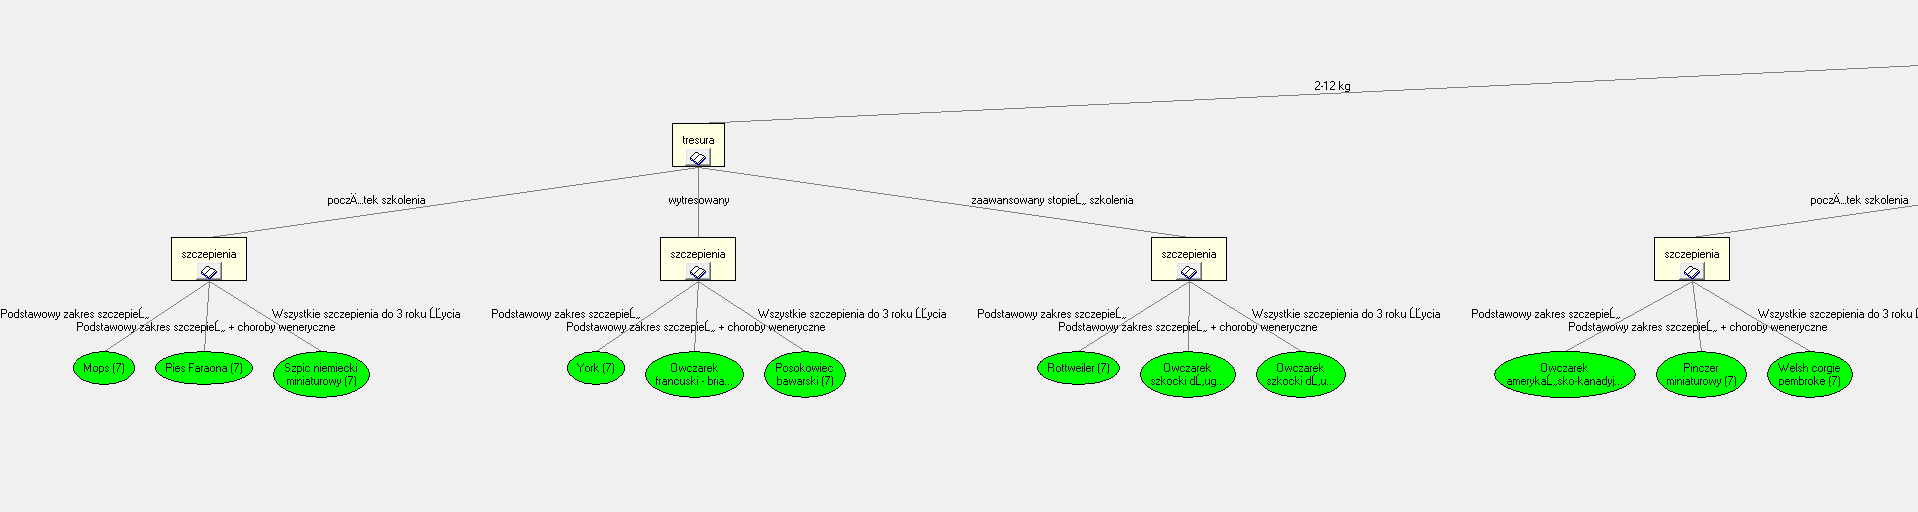 2-12 kg
tresura
poczÄ…tek szkolenia
wytresowany
zaawansowany stopieĹ„ szkolenia
poczÄ…tek szkolenia
szczepienia
szczepienia
szczepienia
szczepienia
Podstawowy zakres szczepieĹ„
Wszystkie szczepienia do 3 roku ĹĽycia
Podstawowy zakres szczepieĹ„ + choroby weneryczne
Podstawowy zakres szczepieĹ„
Wszystkie szczepienia do 3 roku ĹĽycia
Podstawowy zakres szczepieĹ„ + choroby weneryczne
Podstawowy zakres szczepieĹ„
Wszystkie szczepienia do 3 roku ĹĽycia
Podstawowy zakres szczepieĹ„ + choroby weneryczne
Podstawowy zakres szczepieĹ„
Wszystkie szczepienia do 3 roku
Podstawowy zakres szczepieĹ„ + choroby weneryczne
Mops (7)
Pies Faraona (7)
Szpic niemiecki
miniaturowy (7)
York (7)
Owczarek
francuski - bria...
Posokowiec
bawarski (7)
Rottweiler (7)
Owczarek
szkocki dĹ‚ug...
Owczarek
szkocki dĹ‚u...
Owczarek
amerykaĹ„sko-kanadyj...
Pinczer
miniaturowy (7)
Welsh corgie
pembroke (7)